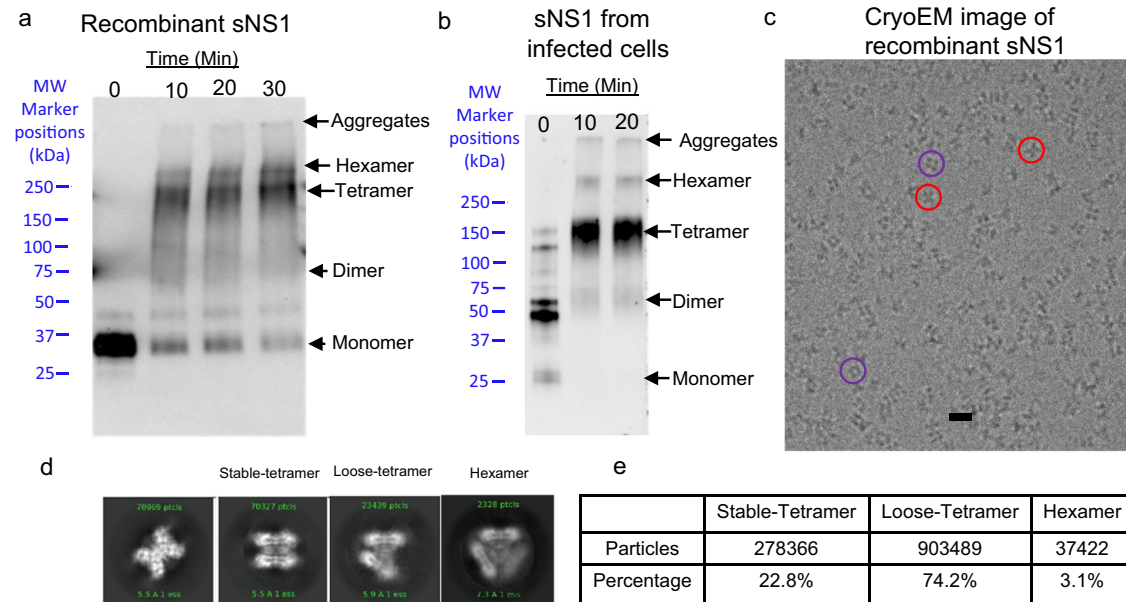 a
Recombinant sNS1
Time (Min)
0 10 20 30
MW
Marker
positions
(kDa)
250
150
100
75
50
37
25
Aggregates
Hexamer
Tetramer
Dimer
Monomer
b
sNS1 from
infected cells
Time (Min)
0 10 20
MW
Marker
positions
(kDa)
250
150
100
75
50
37
25
Aggregates
Hexamer
Tetramer
Dimer
Monomer
c
CryoEM image of
recombinant sNS1
d
Stable-tetramer Loose-tetramer Hexamer
70969 ptcls 70327 ptcls 23439 ptcls 2328 ptcls
5.5 A 1 ess 5.5 A 1 ess 5.9 A 1 ess 7.3 A 1 ess
e
Stable-Tetramer Loose-Tetramer Hexamer
Particles 278366 903489 37422
Percentage 22.8% 74.2% 3.1%